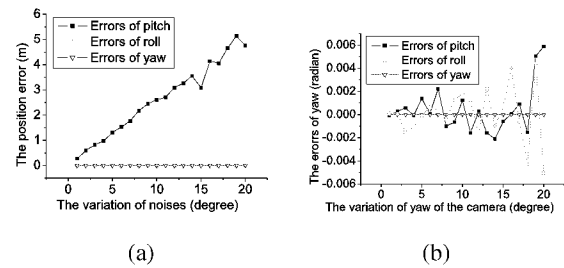 Errors of pitch
Errors of roll
Errors of yaw
The position error (m)
6
5
4
3
2
1
0
0 5 10 15 20
The variation of noises (degree)
(a)
Errors of pitch
Errors of roll
Errors of yaw
The erorrs of yaw (radian)
0.006
0.004
0.002
0.000
-0.002
-0.004
-0.006
0 5 10 15 20
The variation of yaw of the camera (degree)
(b)